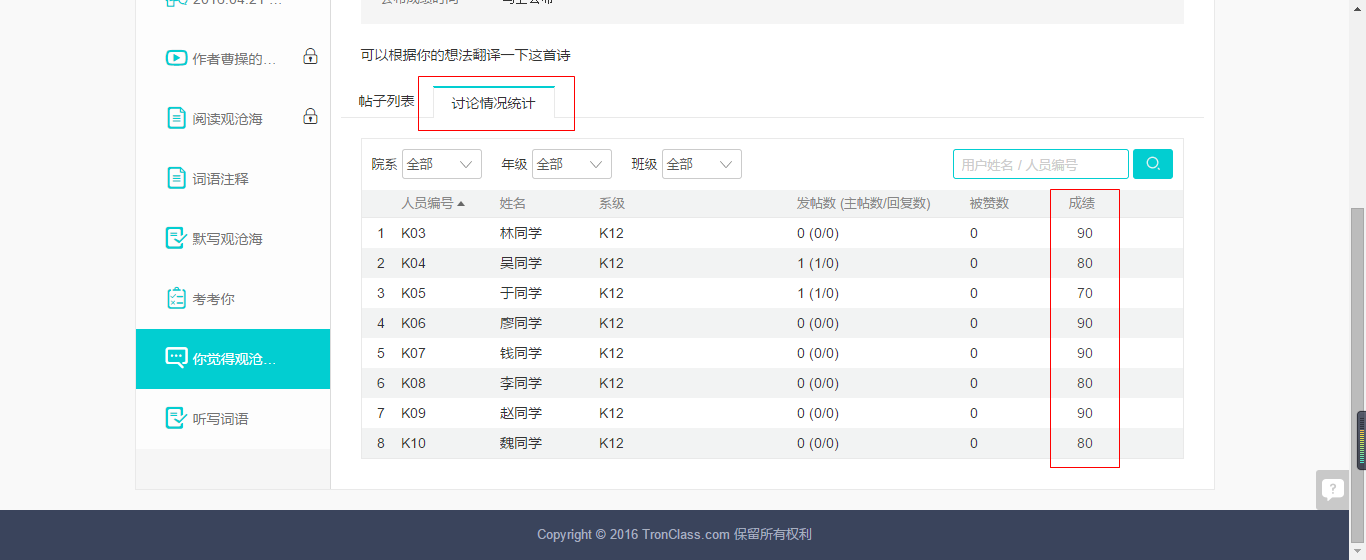 作者曹操的...
阅读观沧海
词语注释
默写观沧海
考考你
你觉得观沧...
听写词语
可以根据你的想法翻译一下这首诗
帖子列表 讨论情况统计
院系 全部 年级 全部 班级 全部 用户姓名 / 人员编号
人员编号 姓名 系级 发帖数 (主帖数/回复数) 被赞数 成绩
1 K03 林同学 K12 0 (0/0) 0 90
2 K04 吴同学 K12 1 (1/0) 0 80
3 K05 于同学 K12 1 (1/0) 0 70
4 K06 廖同学 K12 0 (0/0) 0 90
5 K07 钱同学 K12 0 (0/0) 0 90
6 K08 李同学 K12 0 (0/0) 0 80
7 K09 赵同学 K12 0 (0/0) 0 90
8 K10 魏同学 K12 0 (0/0) 0 80
Copyright © 2016 TronClass.com 保留所有权利